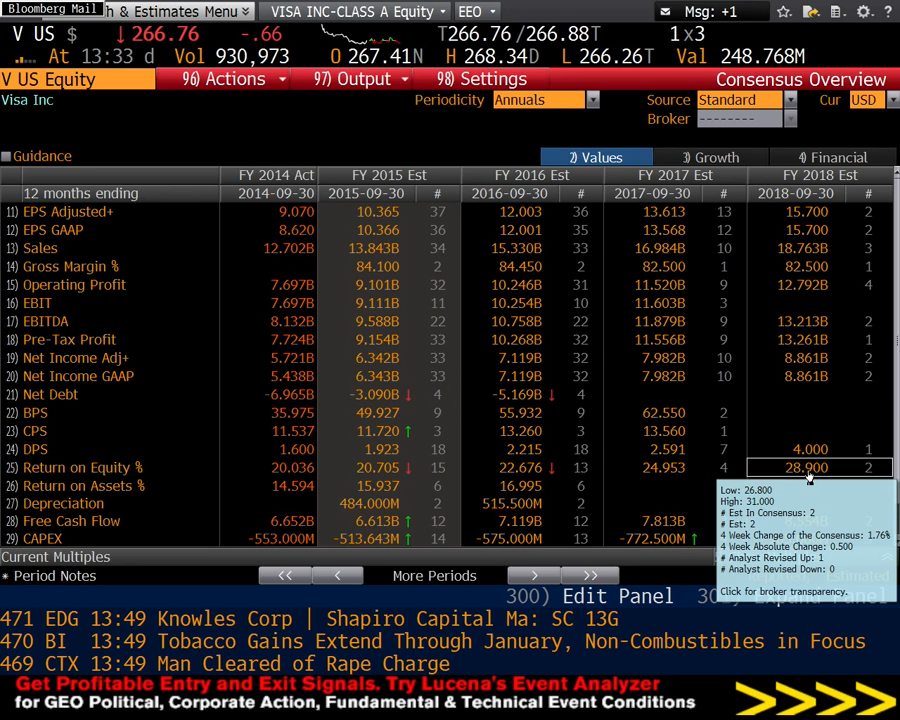 Bloomberg Mail h & Estimates Menu VISA INC-CLASS A Equity EEO Msg: +1
V US $ ↓ 266.76 -.66 T266.76/266.88T 1x3
At 13:33 d Vol 930,973 O 267.41N H 268.34D L 266.26T Val 248.768M
V US Equity 96) Actions 97) Output 98) Settings Consensus Overview
Visa Inc Periodicity Annuals Source Standard Cur USD
Broker --------
Guidance 2) Values 3) Growth 4) Financial
FY 2014 Act FY 2015 Est FY 2016 Est FY 2017 Est FY 2018 Est
12 months ending 2014-09-30 2015-09-30 # 2016-09-30 # 2017-09-30 # 2018-09-30 #
11) EPS Adjusted+ 9.070 10.365 37 12.003 36 13.613 13 15.700 2
12) EPS GAAP 8.620 10.366 36 12.001 35 13.568 12 15.700 2
13) Sales 12.702B 13.843B 34 15.330B 33 16.984B 10 18.763B 3
14) Gross Margin % 84.100 2 84.450 2 82.500 1 82.500 1
15) Operating Profit 7.697B 9.101B 32 10.246B 31 11.520B 9 12.792B 4
16) EBIT 7.697B 9.111B 11 10.254B 10 11.603B 3
17) EBITDA 8.132B 9.588B 22 10.758B 22 11.879B 9 13.213B 2
18) Pre-Tax Profit 7.724B 9.154B 33 10.268B 32 11.556B 9 13.261B 1
19) Net Income Adj+ 5.721B 6.342B 33 7.119B 32 7.982B 10 8.861B 2
20) Net Income GAAP 5.438B 6.343B 33 7.119B 32 7.982B 10 8.861B 2
21) Net Debt -6.965B -3.090B ↓ 4 -5.169B ↓ 4
22) BPS 35.975 49.927 9 55.932 9 62.550 2
23) CPS 11.537 11.720 ↑ 3 13.260 3 13.560 1
24) DPS 1.600 1.923 18 2.215 18 2.591 7 4.000 1
25) Return on Equity % 20.036 20.705 ↓ 15 22.676 ↓ 13 24.953 4 28.900 2
26) Return on Assets % 14.594 15.937 6 16.995 6
27) Depreciation 484.000M 2 515.500M 2
28) Free Cash Flow 6.652B 6.613B ↑ 12 7.119B 12 7.813B
29) CAPEX -553.000M -513.643M ↑ 14 -575.000M 13 -772.500M ↑
Low: 26.800
High: 31.000
# Est In Consensus: 2
# Est: 2
4 Week Change of the Consensus: 1.76%
4 Week Absolute Change: 0.500
# Analyst Revised Up: 1
# Analyst Revised Down: 0
Click for broker transparency.
Current Multiples
* Period Notes << < More Periods > >> Estimated
300) Edit Panel
471 EDG 13:49 Knowles Corp | Shapiro Capital Ma: SC 13G
470 BI 13:49 Tobacco Gains Extend Through January, Non-Combustibles in Focus
469 CTX 13:49 Man Cleared of Rape Charge
Get Profitable Entry and Exit Signals. Try Lucena's Event Analyzer
for GEO Political, Corporate Action, Fundamental & Technical Event Conditions